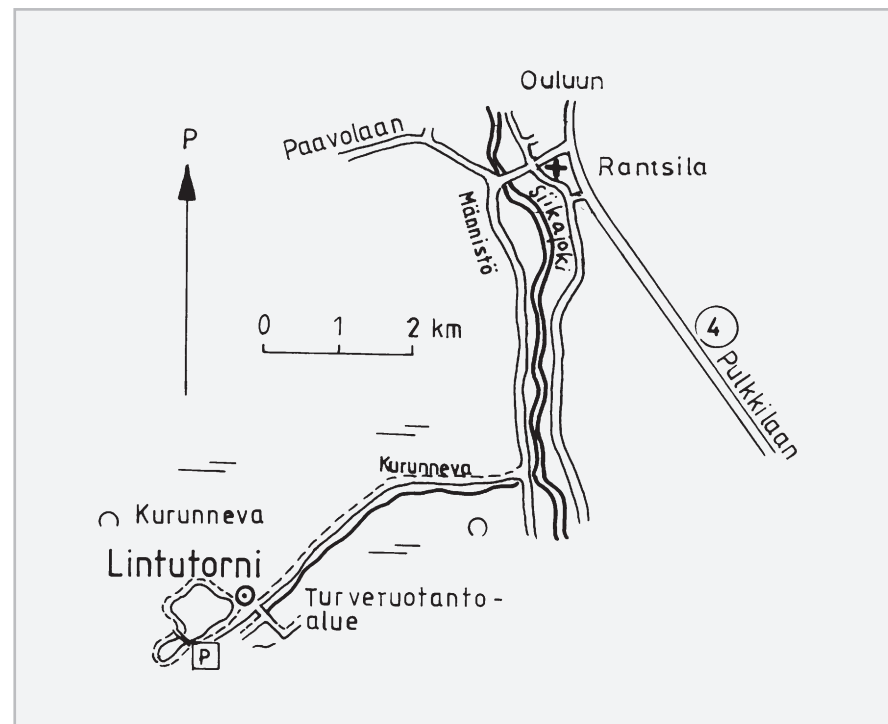 Ouluun
P
Paavolaan
Rantsila
Siikajoki
Männistö
0 1 2 km
4
Pulkkilaan
Kurunneva
Kurunneva
Lintutorni
Turveruotanto-
alue
P